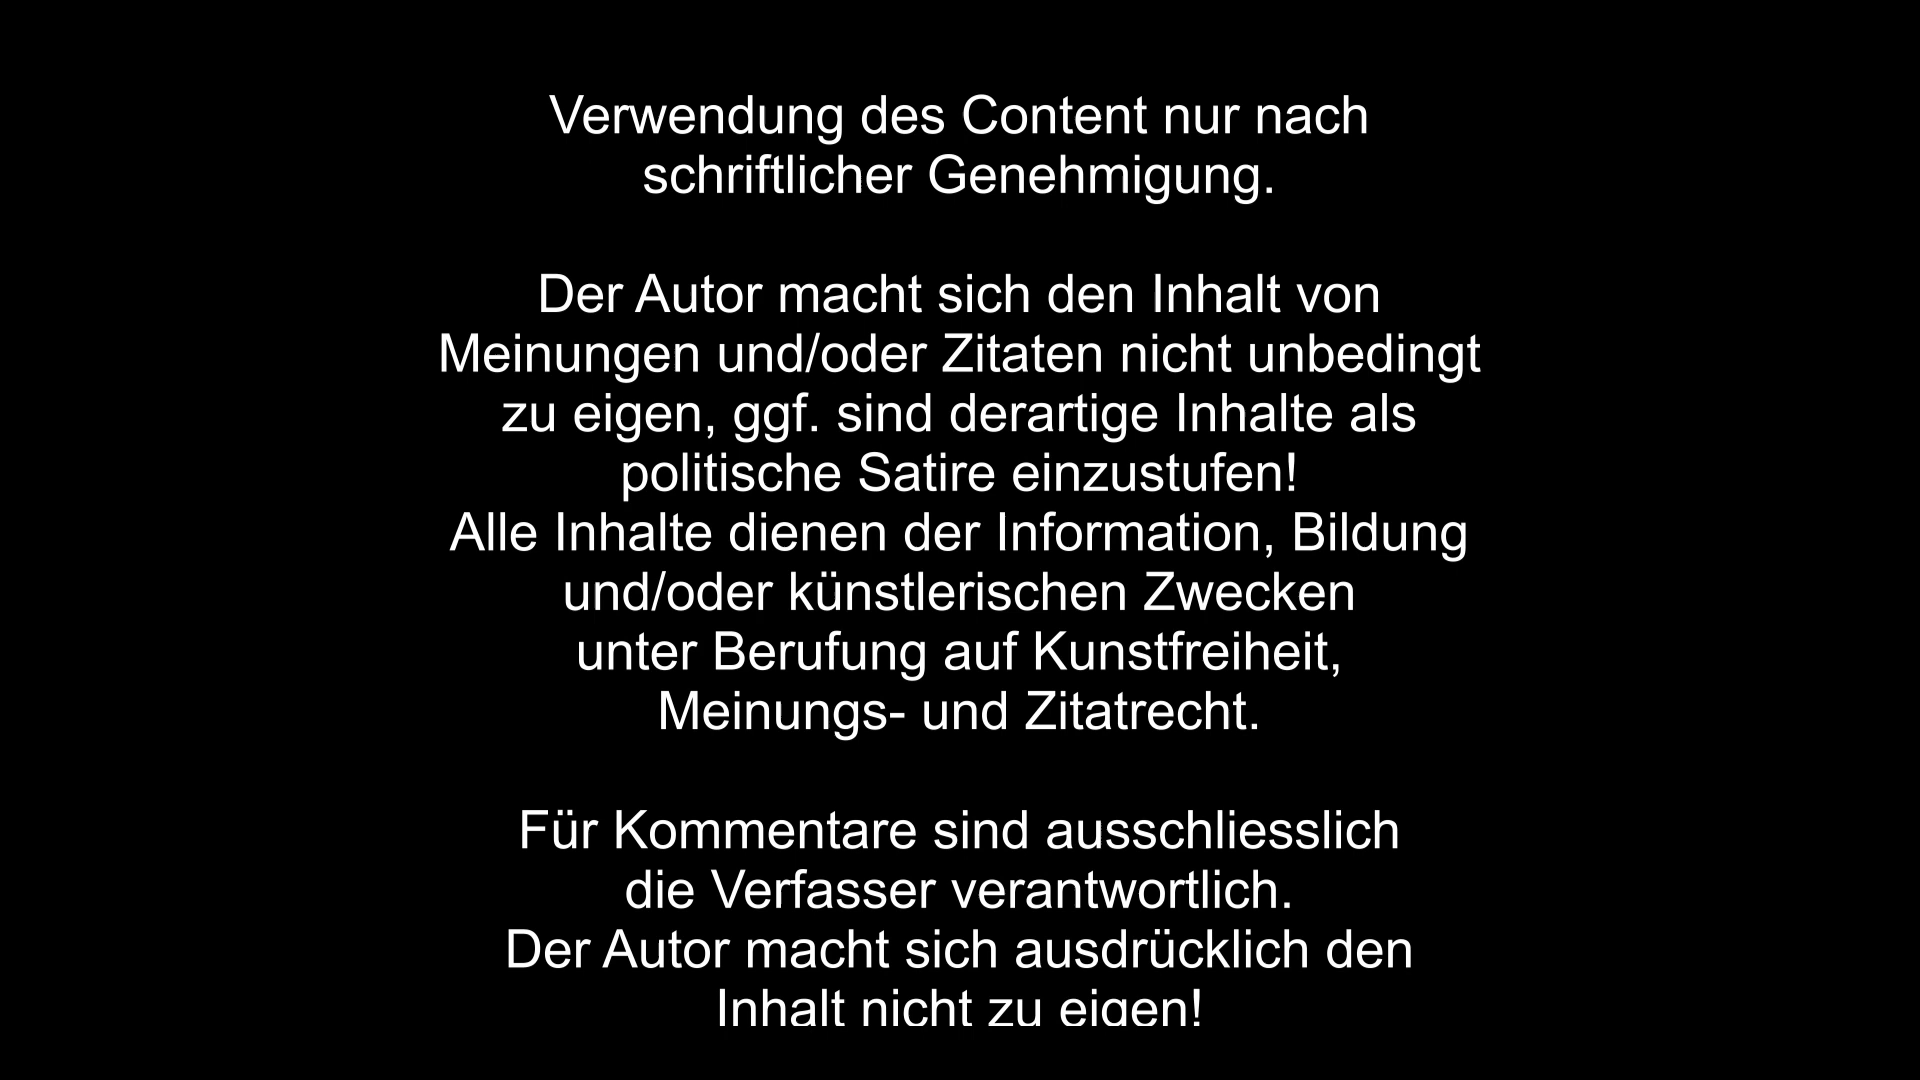 Verwendung des Content nur nach
schriftlicher Genehmigung.
Der Autor macht sich den Inhalt von
Meinungen und/oder Zitaten nicht unbedingt
zu eigen, ggf. sind derartige Inhalte als
politische Satire einzustufen!
Alle Inhalte dienen der Information, Bildung
und/oder künstlerischen Zwecken
unter Berufung auf Kunstfreiheit,
Meinungs- und Zitatrecht.
Für Kommentare sind ausschliesslich
die Verfasser verantwortlich.
Der Autor macht sich ausdrücklich den
Inhalt nicht zu eigen!